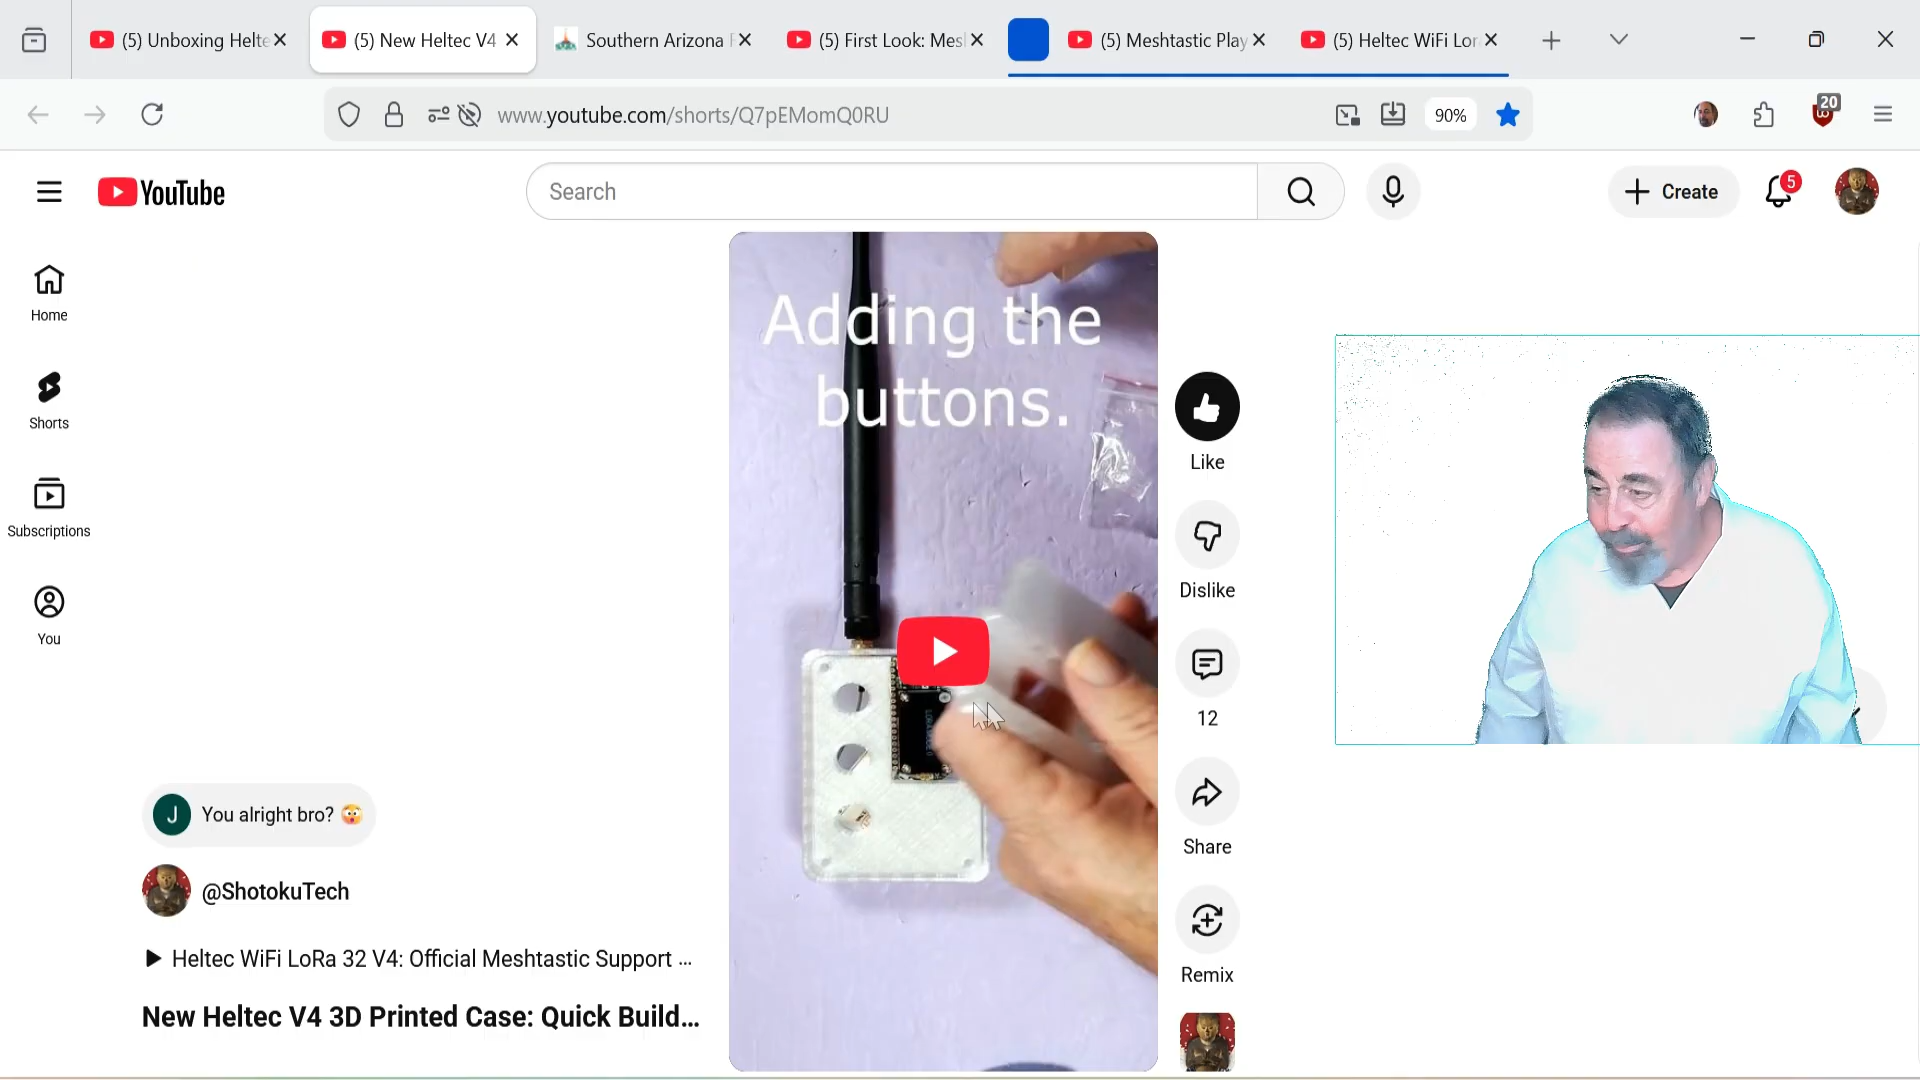 (5) Unboxing Helte
(5) New Heltec V4
Southern Arizona
(5) First Look: Mes
(5) Meshtastic Play
(5) Heltec WiFi Lor
www.youtube.com/shorts/Q7pEMomQ0RU
90%
20
YouTube
Search
Create
5
Home
Shorts
Subscriptions
You
Adding the
buttons.
Like
Dislike
12
Share
Remix
J
You alright bro? 😲
@ShotokuTech
Heltec WiFi LoRa 32 V4: Official Meshtastic Support ...
New Heltec V4 3D Printed Case: Quick Build...